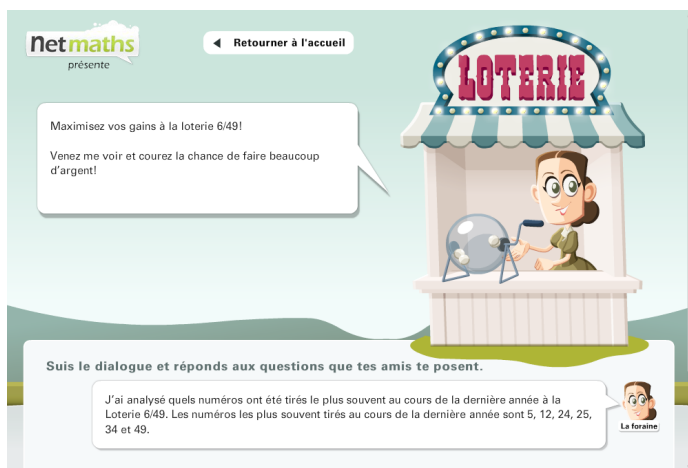 Netmaths
présente
Retourner à l'accueil
LOTERIE
Maximisez vos gains à la loterie 6/49!
Venez me voir et courez la chance de faire beaucoup
d'argent!
Suis le dialogue et réponds aux questions que tes amis te posent.
J'ai analysé quels numéros ont été tirés le plus souvent au cours de la dernière année à la
Loterie 6/49. Les numéros les plus souvent tirés au cours de la dernière année sont 5, 12, 24, 25,
34 et 49.
La foraine